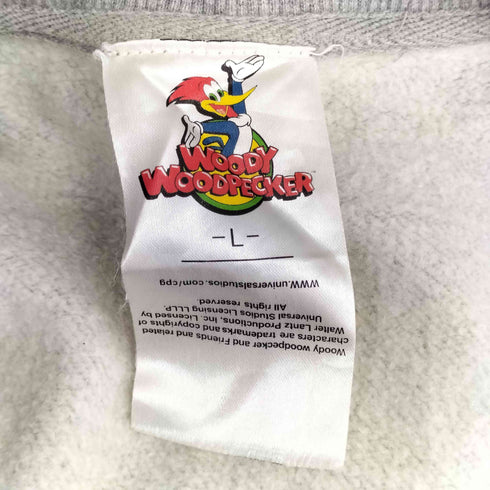 WOODY
WOODPECKER
-L-
Woody woodpecker and Friends and related
characters are trademarks and copyrights of
Walter Lantz Productions, Inc. Licensed by
Universal Studios Licensing LLLP.
All rights reserved.
WWW.universalstudios.com/cpg